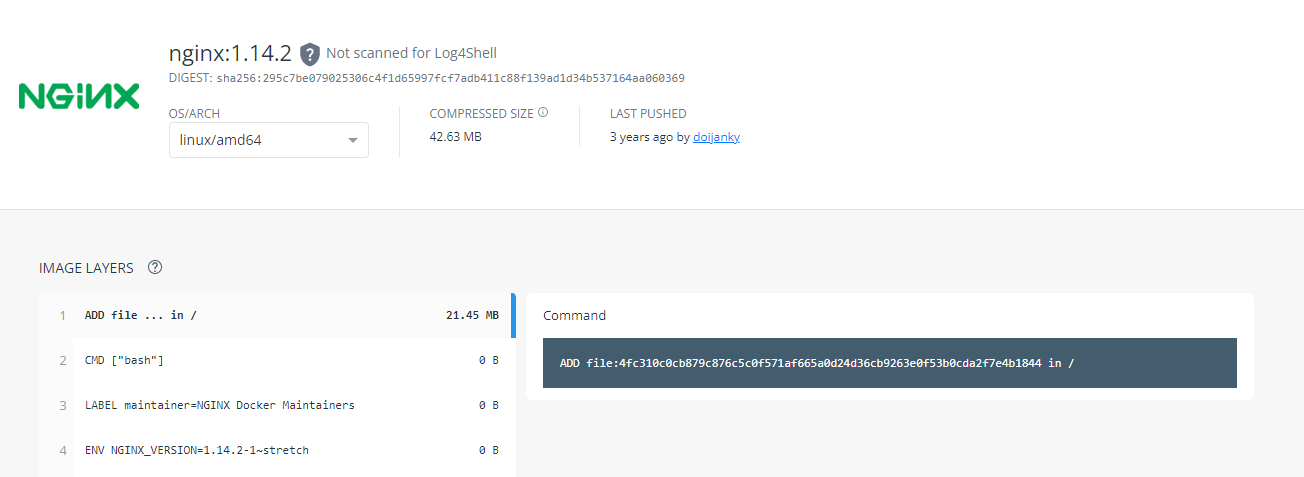 nginx:1.14.2 ? Not scanned for Log4Shell
DIGEST: sha256:295c7be079025306c4f1d65997fcf7adb411c88f139ad1d34b537164aa060369
NGINX
OS/ARCH
linux/amd64
COMPRESSED SIZE
42.63 MB
LAST PUSHED
3 years ago by doijanky
IMAGE LAYERS ?
1 ADD file ... in / 21.45 MB
2 CMD ["bash"] 0 B
3 LABEL maintainer=NGINX Docker Maintainers 0 B
4 ENV NGINX_VERSION=1.14.2-1~stretch 0 B
Command
ADD file:4fc310c0cb879c876c5c0f571af665a0d24d36cb9263e0f53b0cda2f7e4b1844 in /